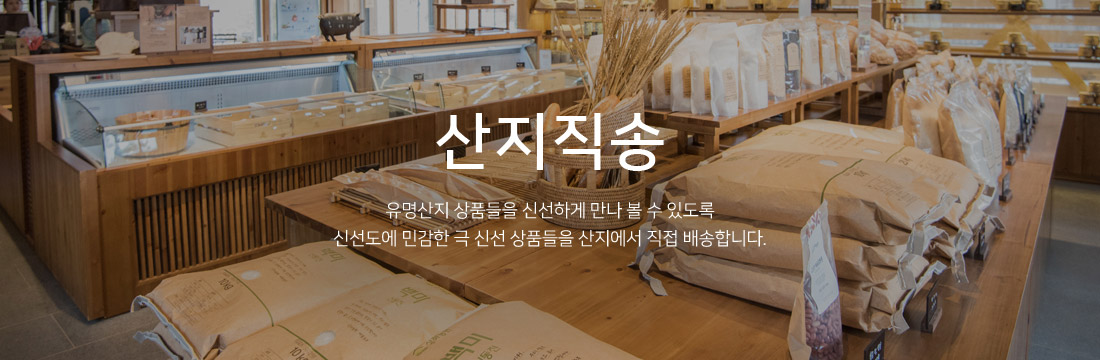 산지직송
유명산지 상품들을 신선하게 만나 볼 수 있도록
신선도에 민감한 극 신선 상품들을 산지에서 직접 배송합니다.